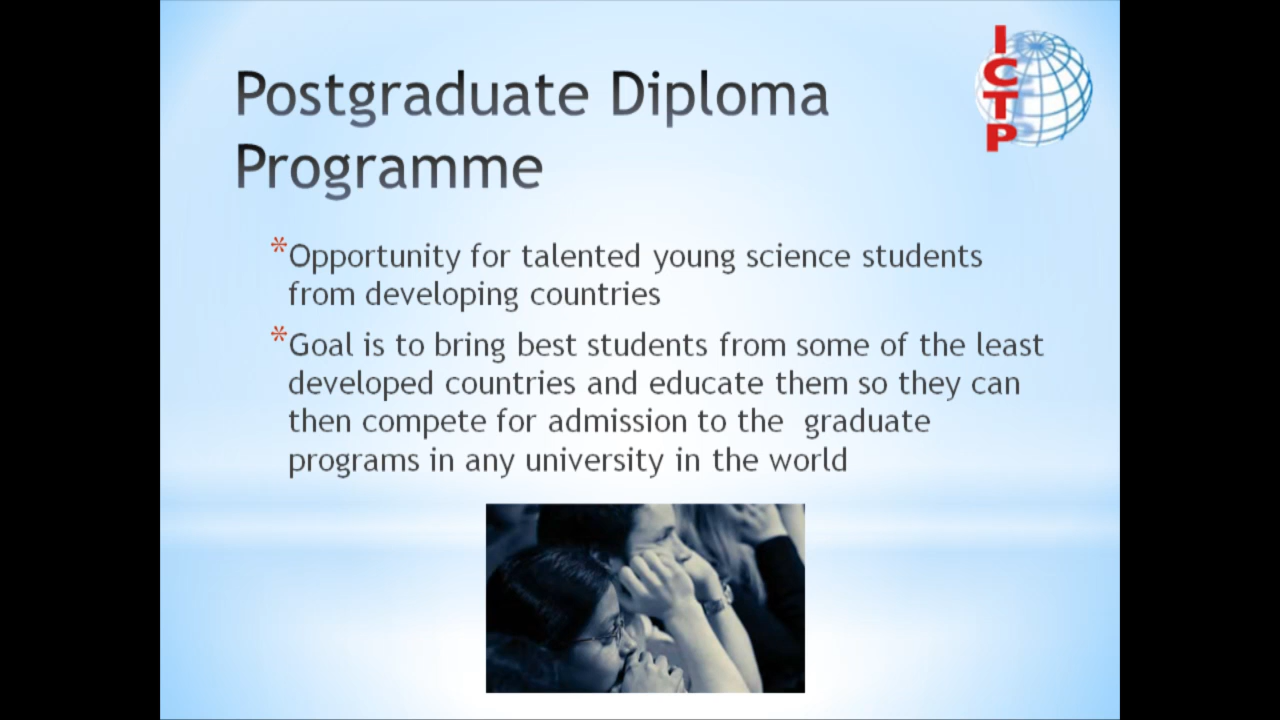 Postgraduate Diploma
Programme
ICTP
*Opportunity for talented young science students
from developing countries
*Goal is to bring best students from some of the least
developed countries and educate them so they can
then compete for admission to the  graduate
programs in any university in the world